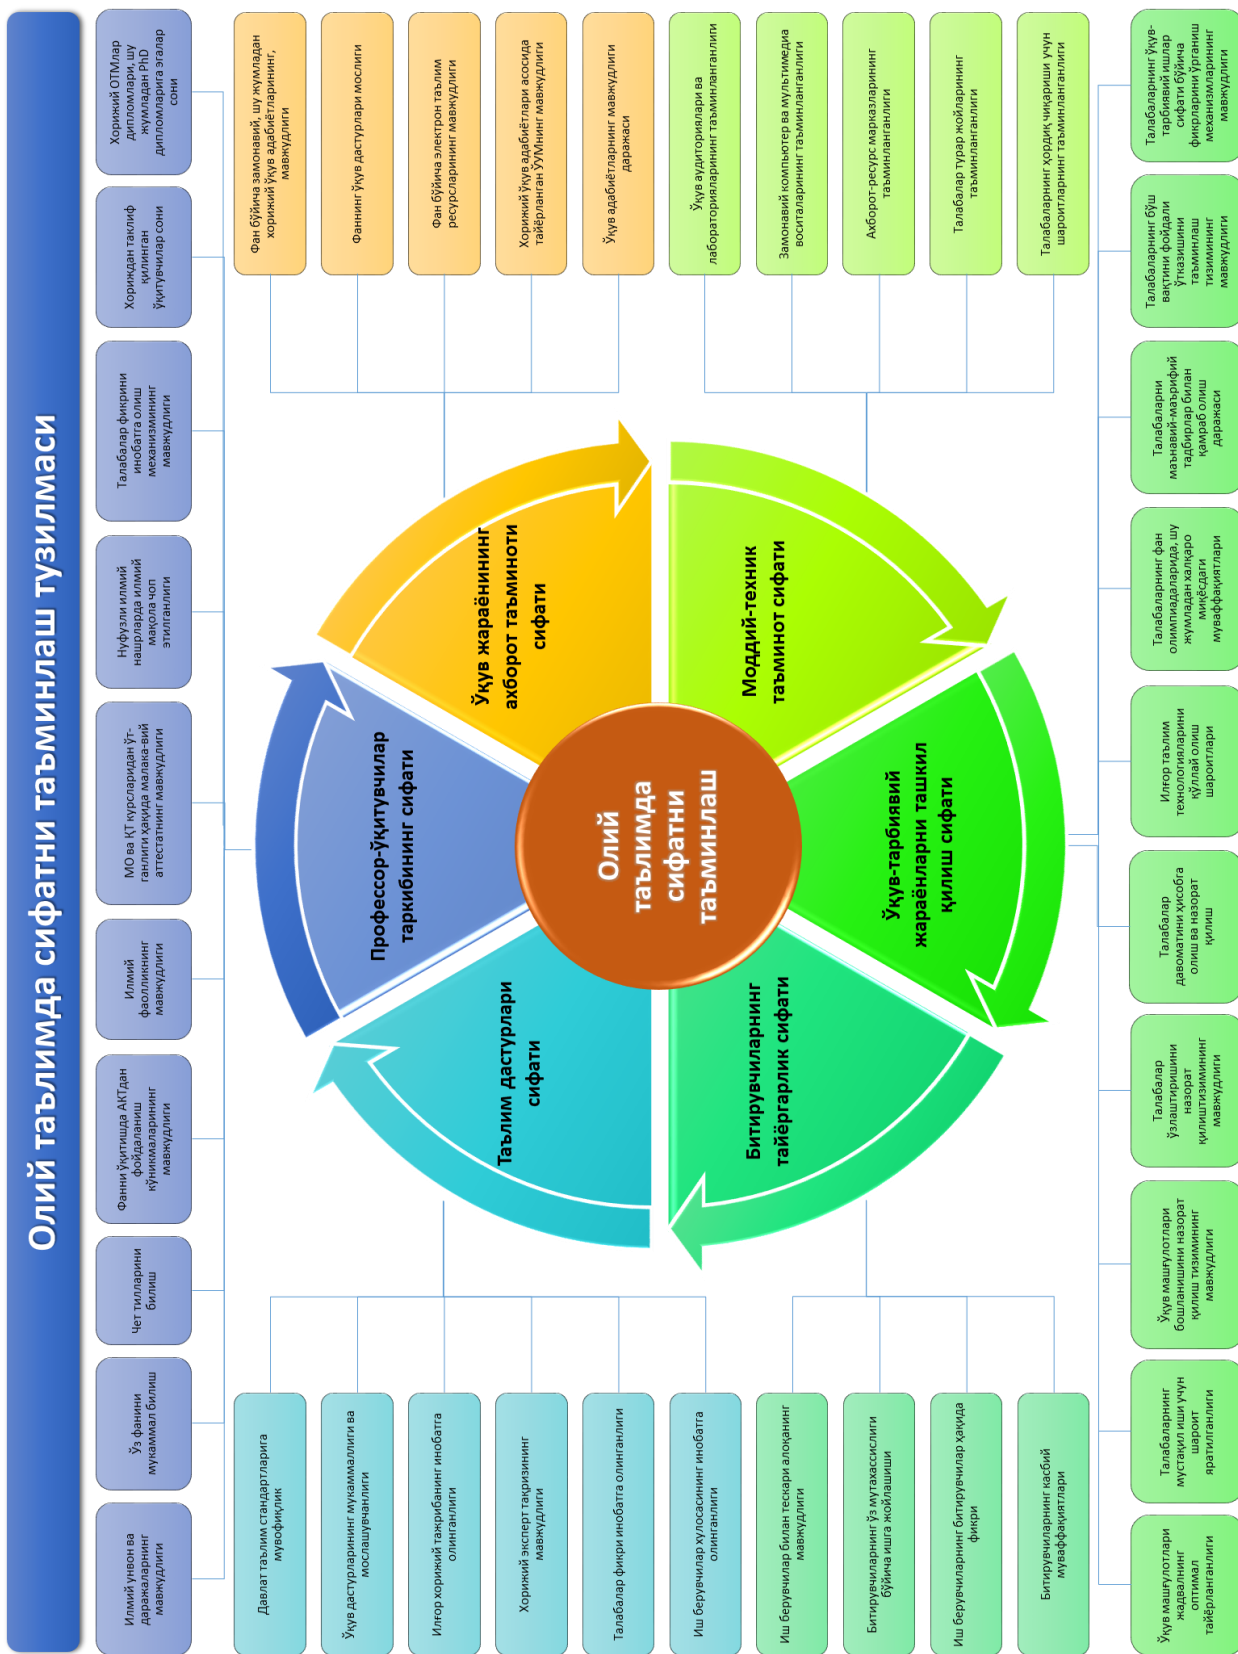 Олий таълимда сифатни таъминлаш тузилмаси
Илмий унвон ва
даражаларнинг
мавжудлиги
Ўз фанини
мукаммал билиш
Чет тилларини
билиш
Фанни ўқитишда АКТдан
фойдаланиш
кўникмаларининг
мавжудлиги
Илмий
фаолликнинг
мавжудлиги
МО ва ҚТ курсларидан ўт-
ганлиги ҳақида малака-вий
аттестатнинг мавжудлиги
Нуфузли илмий
нашрларда илмий
мақола чоп
этилганлиги
Талабалар фикрини
инобатга олиш
механизмининг
мавжудлиги
Хориждан таклиф
қилинган
ўқитувчилар сони
Хорижий ОТМлар
дипломлари, шу
жумладан PhD
дипломларига эгалар
сони
Давлат таълим стандартларига
мувофиқлик
Ўқув дастурларининг мукаммаллиги ва
мослашувчанлиги
Илғор хорижий тажрибанинг инобатга
олинганлиги
Хорижий эксперт тақризининг
мавжудлиги
Талабалар фикри инобатга олинганлиги
Иш берувчилар хулосасининг инобатга
олинганлиги
Иш берувчилар билан тескари алоқанинг
мавжудлиги
Битирувчиларнинг ўз мутахассислиги
бўйича ишга жойлашиши
Иш берувчиларнинг битирувчилар ҳақида
фикри
Битирувчиларнинг касбий
муваффақиятлари
Профессор-ўқитувчилар
таркибининг сифати
Таълим дастурлари
сифати
Ўқув жараёнининг
ахборот таъминоти
сифати
Олий
таълимда
сифатни
таъминлаш
Битирувчиларнинг
тайёргарлик сифати
Моддий-техник
таъминот сифати
Ўқув-тарбиявий
жараёнларни ташкил
қилиш сифати
Фан бўйича замонавий, шу жумладан
хорижий ўқув адабиётларнинг,
мавжудлиги
Фаннинг ўқув дастурлари мослиги
Фан бўйича электрон таълим
ресурсларининг мавжудлиги
Хорижий ўқув адабиётлари асосида
тайёрланган ЎУМнинг мавжудлиги
Ўқув адабиётларнинг мавжудлиги
даражаси
Ўқув аудиториялари ва
лабораторияларининг таъминланганлиги
Замонавий компьютер ва мультимедиа
воситаларининг таъминланганлиги
Ахборот-ресурс марказларининг
таъминланганлиги
Талабалар турар жойларининг
таъминланганлиги
Талабаларнинг ҳордиқ чиқариши учун
шароитларнинг таъминланганлиги
Ўқув машғулотлари
жадвалнинг
оптимал
тайёрланганлиги
Талабаларнинг
мустақил иши учун
шароит
яратилганлиги
Ўқув машғулотлари
бошланишини назорат
қилиш тизимининг
мавжудлиги
Талабалар
ўзлаштиришини
назорат
қилиштизимининг
мавжудлиги
Талабалар
давоматини ҳисобга
олиш ва назорат
қилиш
Илғор таълим
технологияларини
қўллай олиш
шароитлари
Талабаларнинг фан
олимпиадаларида, шу
жумладан халқаро
миқёсдаги
муваффақиятлари
Талабаларни
маънавий-маърифий
тадбирлар билан
қамраб олиш
даражаси
Талабаларнинг бўш
вақтини фойдали
ўтказишини
таъминлаш
тизимининг
мавжудлиги
Талабаларнинг ўқув-
тарбиявий ишлар
сифати бўйича
фикрларини ўрганиш
механизмларининг
мавжудлиги